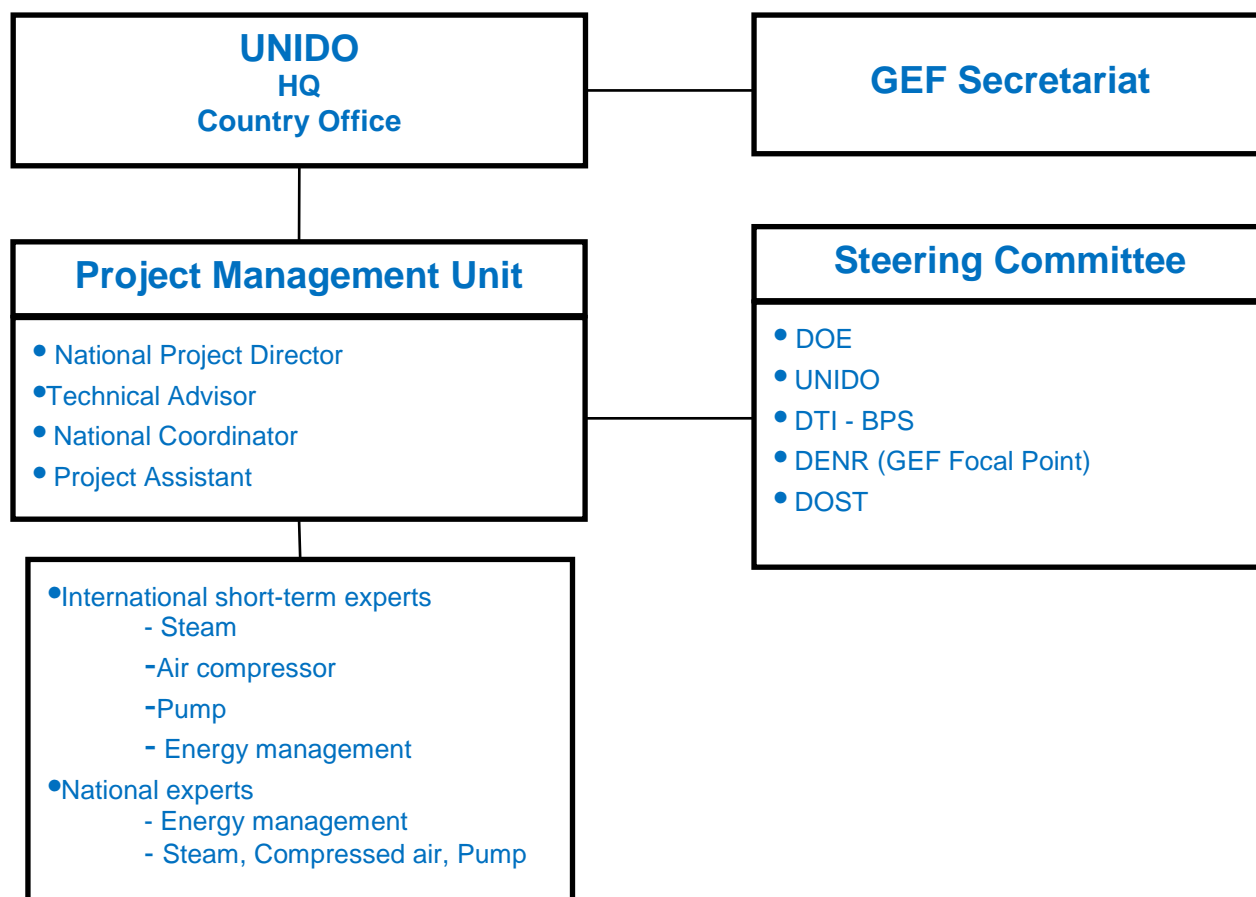 UNIDO
HQ
Country Office
GEF Secretariat
Project Management Unit
• National Project Director
•Technical Advisor
• National Coordinator
• Project Assistant
Steering Committee
• DOE
• UNIDO
• DTI - BPS
• DENR (GEF Focal Point)
• DOST
•International short-term experts
- Steam
-Air compressor
-Pump
- Energy management
•National experts
- Energy management
- Steam, Compressed air, Pump